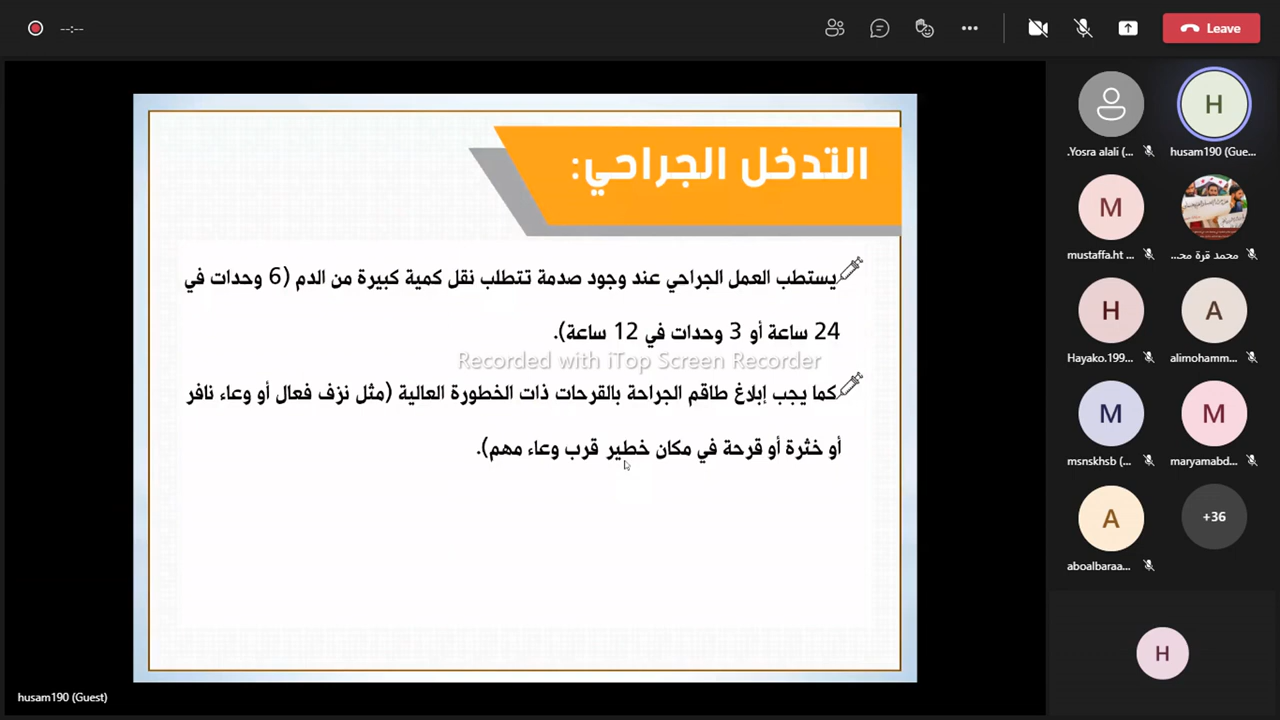 --:--
Leave
التدخل الجراحي:
يستطب العمل الجراحي عند وجود صدمة تتطلب نقل كمية كبيرة من الدم (6 وحدات في
24 ساعة أو 3 وحدات في 12 ساعة).
Recorded with iTop Screen Recorder
كما يجب إبلاغ طاقم الجراحة بالقرحات ذات الخطورة العالية (مثل نزف فعال أو وعاء نافر
أو خثرة أو قرحة في مكان خطير قرب وعاء مهم).
husam190 (Guest)
H
.Yosra alali (...
husam190 (Gue...
M
mustaffa.ht ...
محمد قرة مح...
H
A
Hayako.199...
alimohamm...
M
M
msnskhsb (...
maryamabd...
A
+36
aboalbaraa...
H